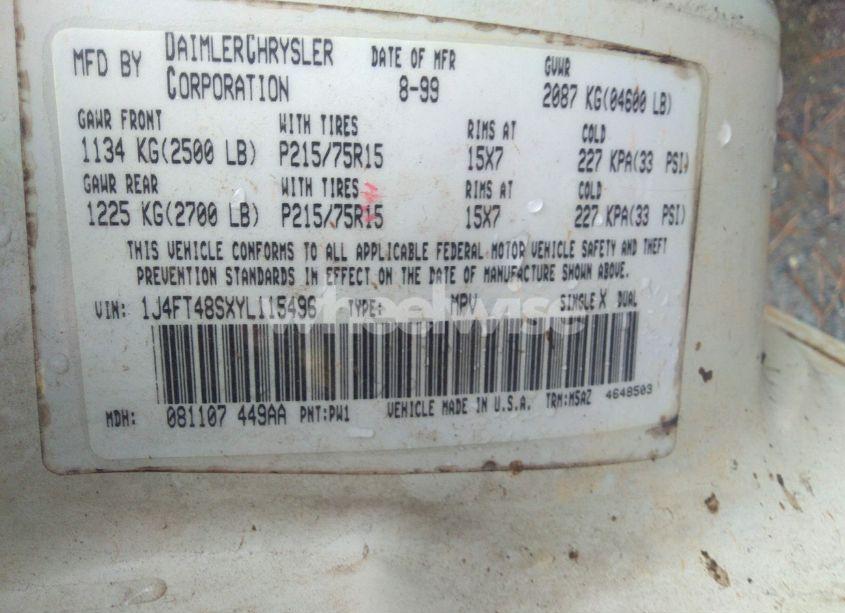 MFD BY DAIMLERCHRYSLER CORPORATION DATE OF MFR 8-99 GVWR 2087 KG(04600 LB)
GAWR FRONT WITH TIRES RIMS AT COLD
1134 KG(2500 LB) P215/75R15 15X7 227 KPA(33 PSI)
GAWR REAR WITH TIRES RIMS AT COLD
1225 KG(2700 LB) P215/75R15 15X7 227 KPA(33 PSI)
THIS VEHICLE CONFORMS TO ALL APPLICABLE FEDERAL MOTOR VEHICLE SAFETY AND THEFT
PREVENTION STANDARDS IN EFFECT ON THE DATE OF MANUFACTURE SHOWN ABOVE.
VIN: 1J4FT48SXYL115496 TYPE: MPV SINGLE X DUAL
wheelwise
MDH: 081107 449AA PNT:PW1 VEHICLE MADE IN U.S.A. TRM:MSAZ 4648503